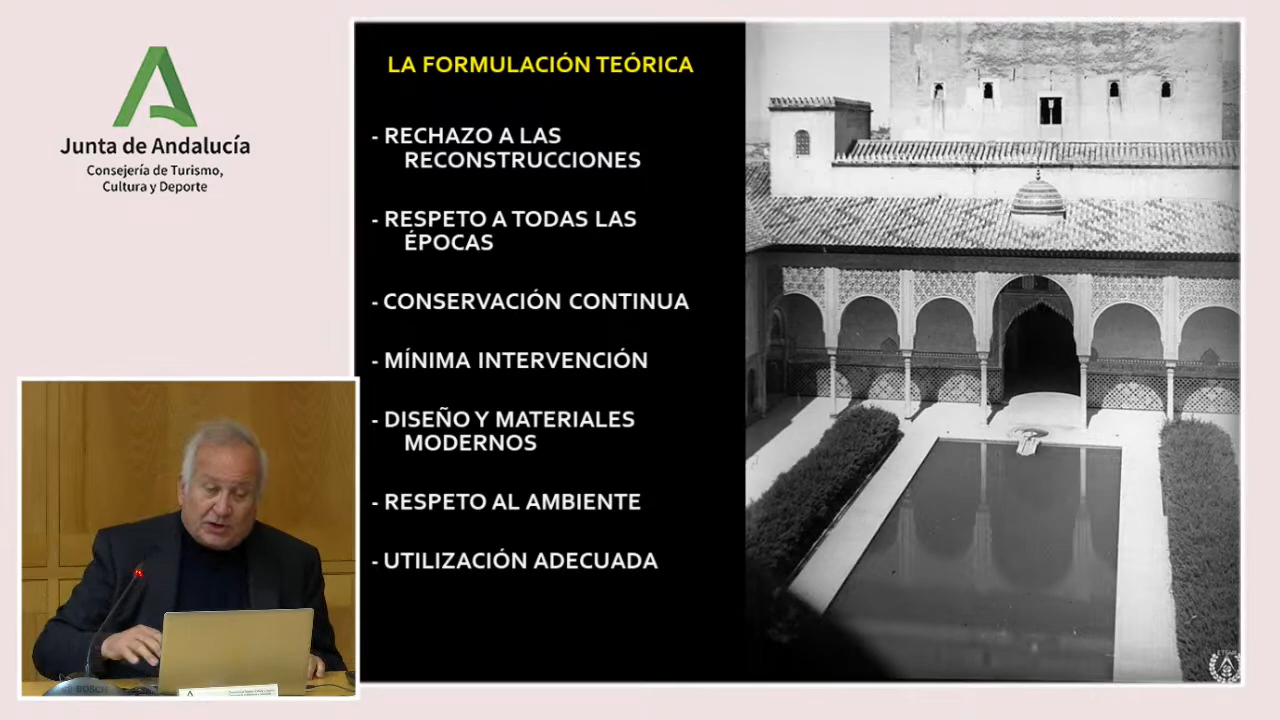 Junta de Andalucía
Consejería de Turismo,
Cultura y Deporte
LA FORMULACIÓN TEÓRICA
- RECHAZO A LAS
RECONSTRUCCIONES
- RESPETO A TODAS LAS
ÉPOCAS
- CONSERVACIÓN CONTINUA
- MÍNIMA INTERVENCIÓN
- DISEÑO Y MATERIALES
MODERNOS
- RESPETO AL AMBIENTE
- UTILIZACIÓN ADECUADA
BOSCH